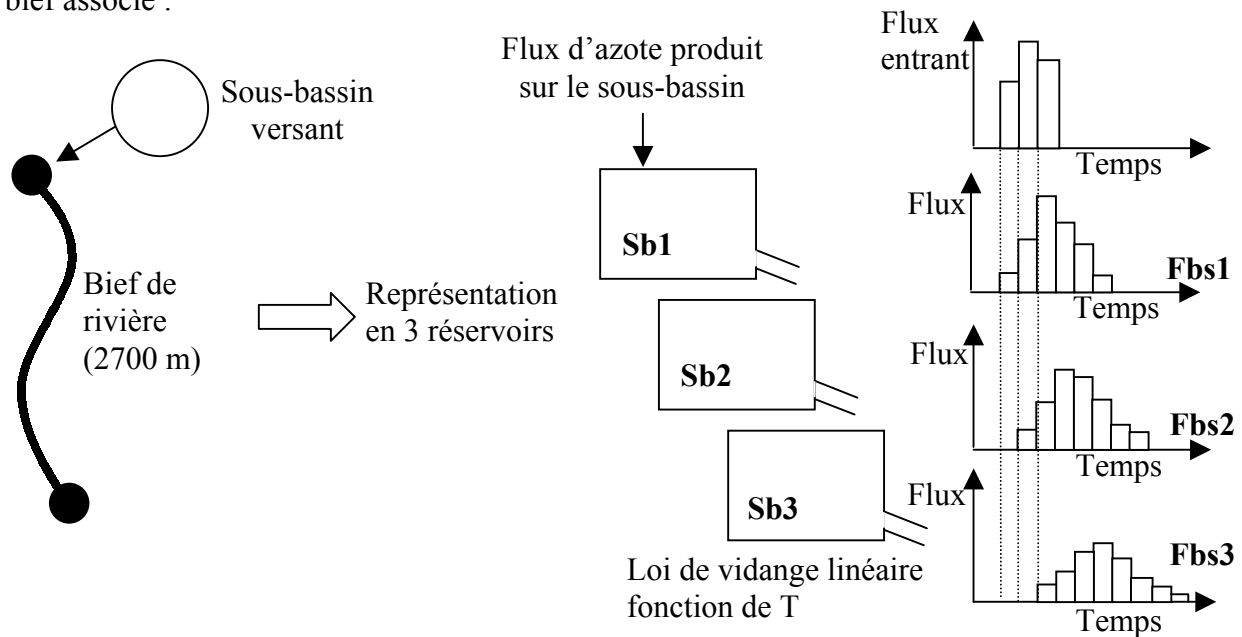 bief associé :
Sous-bassin
versant
Bief de
rivière
(2700 m)
Représentation
en 3 réservoirs
Flux d’azote produit
sur le sous-bassin
Sb1
Sb2
Sb3
Loi de vidange linéaire
fonction de T
Flux
entrant
Temps
Flux
Fbs1
Temps
Flux
Fbs2
Temps
Flux
Fbs3
Temps